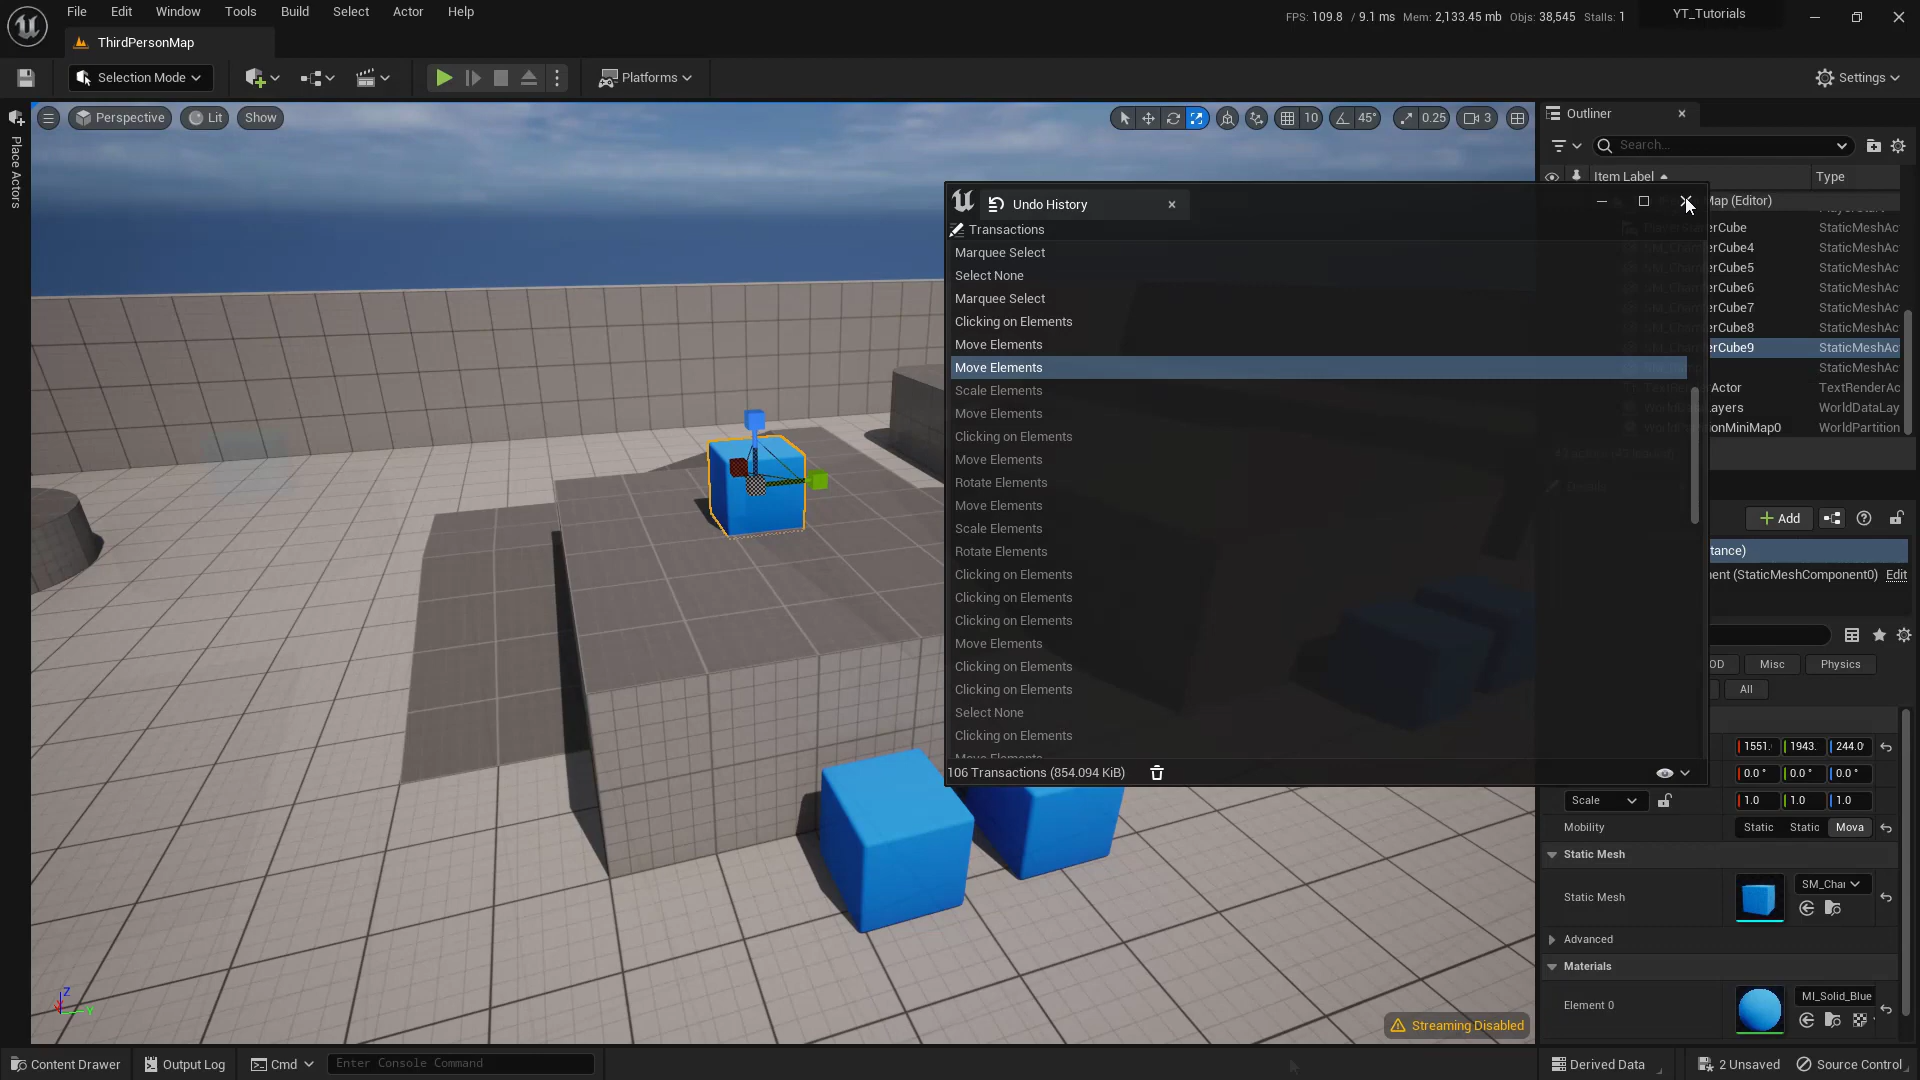 File Edit Window Tools Build Select Actor Help
FPS: 109.8 / 9.1 ms Mem: 2,133.45 mb Objs: 38,545 Stalls: 1
YT_Tutorials
ThirdPersonMap
Selection Mode
Platforms
Settings
Place Actors
Perspective
Lit
Show
10
45°
0.25
3
Outliner
Search...
Item Label
Type
Undo History
Map (Editor)
Transactions
Marquee Select
Select None
Marquee Select
Clicking on Elements
Move Elements
Move Elements
Scale Elements
Move Elements
Clicking on Elements
Move Elements
Rotate Elements
Move Elements
Scale Elements
Rotate Elements
Clicking on Elements
Clicking on Elements
Clicking on Elements
Move Elements
Clicking on Elements
Clicking on Elements
Select None
Clicking on Elements
Move Elements
106 Transactions (854.094 KiB)
erCube StaticMeshAc
erCube4 StaticMeshAc
erCube5 StaticMeshAc
erCube6 StaticMeshAc
erCube7 StaticMeshAc
erCube8 StaticMeshAc
erCube9 StaticMeshAc
StaticMeshAc
Actor TextRenderAc
ayers WorldDataLay
onMiniMap0 WorldPartition
Add
tance)
nent (StaticMeshComponent0) Edit
OD
Misc
Physics
All
1551. 1943. 244.0
0.0 ° 0.0 ° 0.0 °
Scale 1.0 1.0 1.0
Mobility Static Static Mova
Static Mesh
Static Mesh SM_Cha
Advanced
Materials
Element 0 MI_Solid_Blue
Z
Y
Streaming Disabled
Content Drawer
Output Log
Cmd
Enter Console Command
Derived Data
2 Unsaved
Source Control